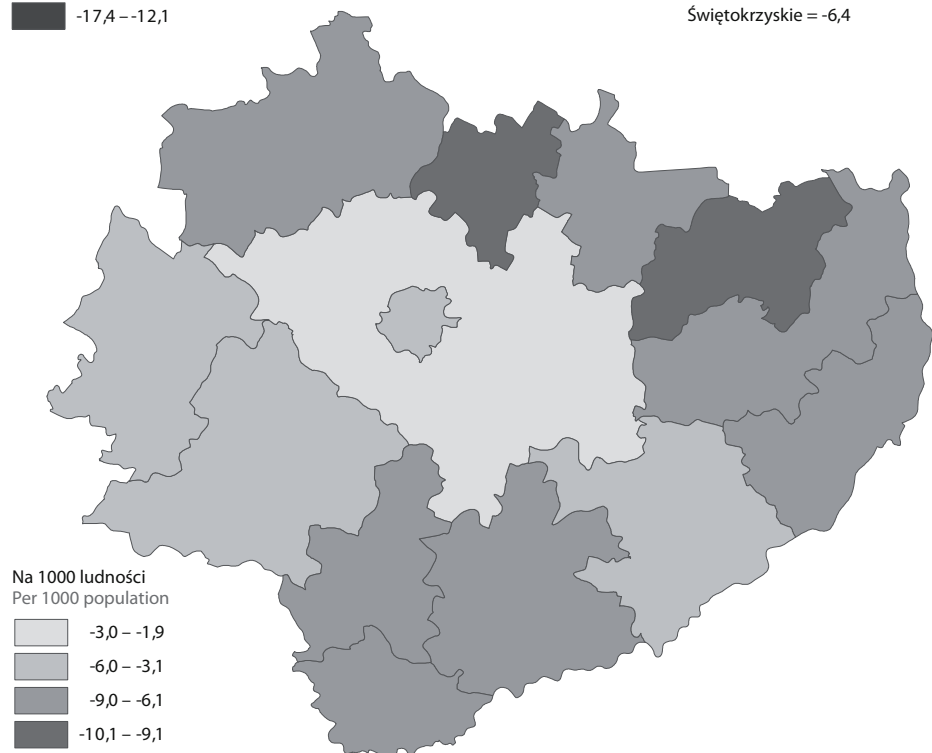 -17,4 – -12,1
Świętokrzyskie = -6,4
Na 1000 ludności
Per 1000 population
-3,0 – -1,9
-6,0 – -3,1
-9,0 – -6,1
-10,1 – -9,1